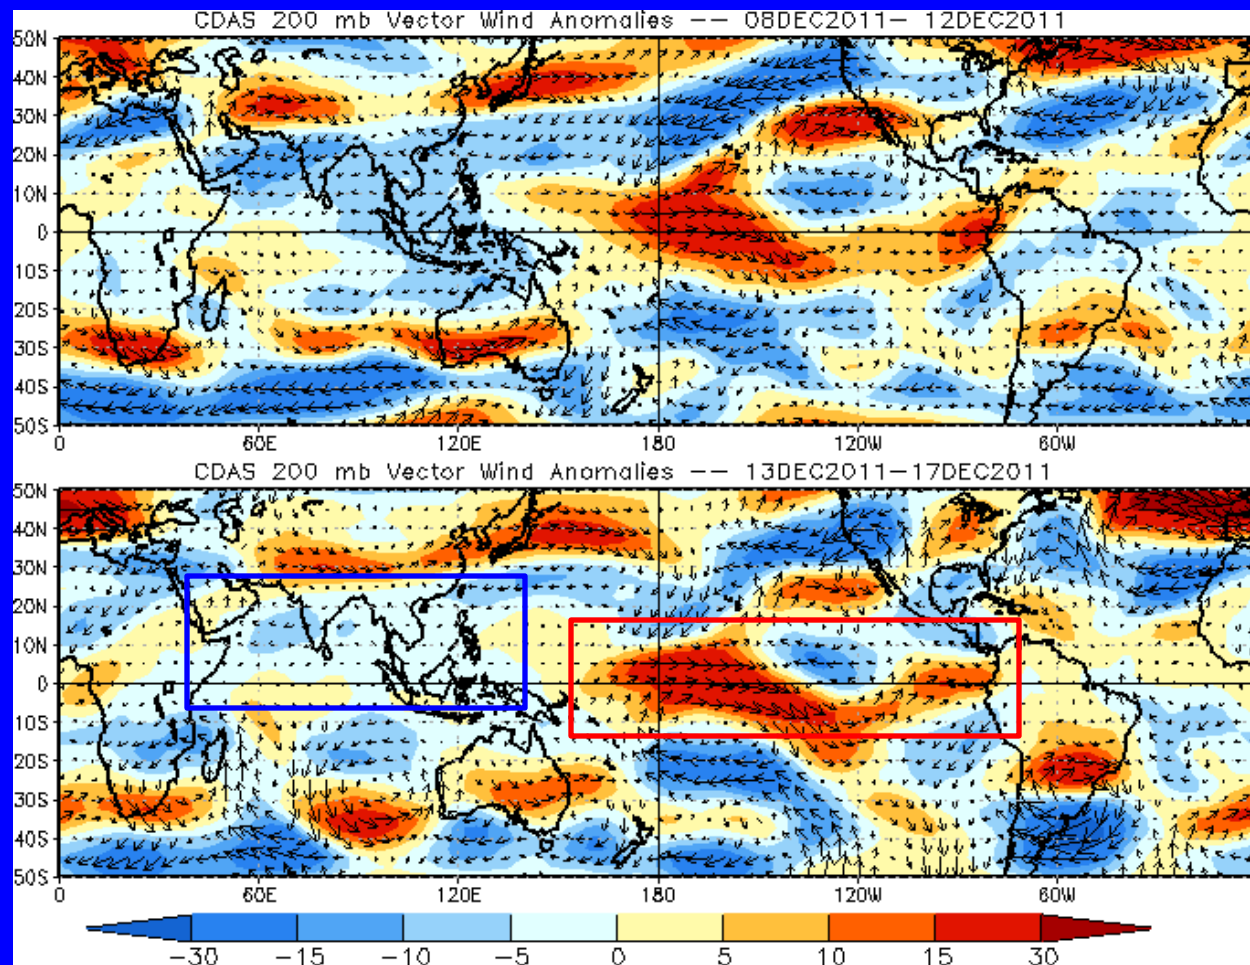 CDAS 200 mb Vector Wind Anomalies -- 08DEC2011- 12DEC2011
50N
40N
30N
20N
10N
0
10S
20S
30S
40S
50S
0 60E 120E 180 120W 60W
CDAS 200 mb Vector Wind Anomalies -- 13DEC2011-17DEC2011
50N
40N
30N
20N
10N
0
10S
20S
30S
40S
50S
0 60E 120E 180 120W 60W
-30 -15 -10 -5 0 5 10 15 30